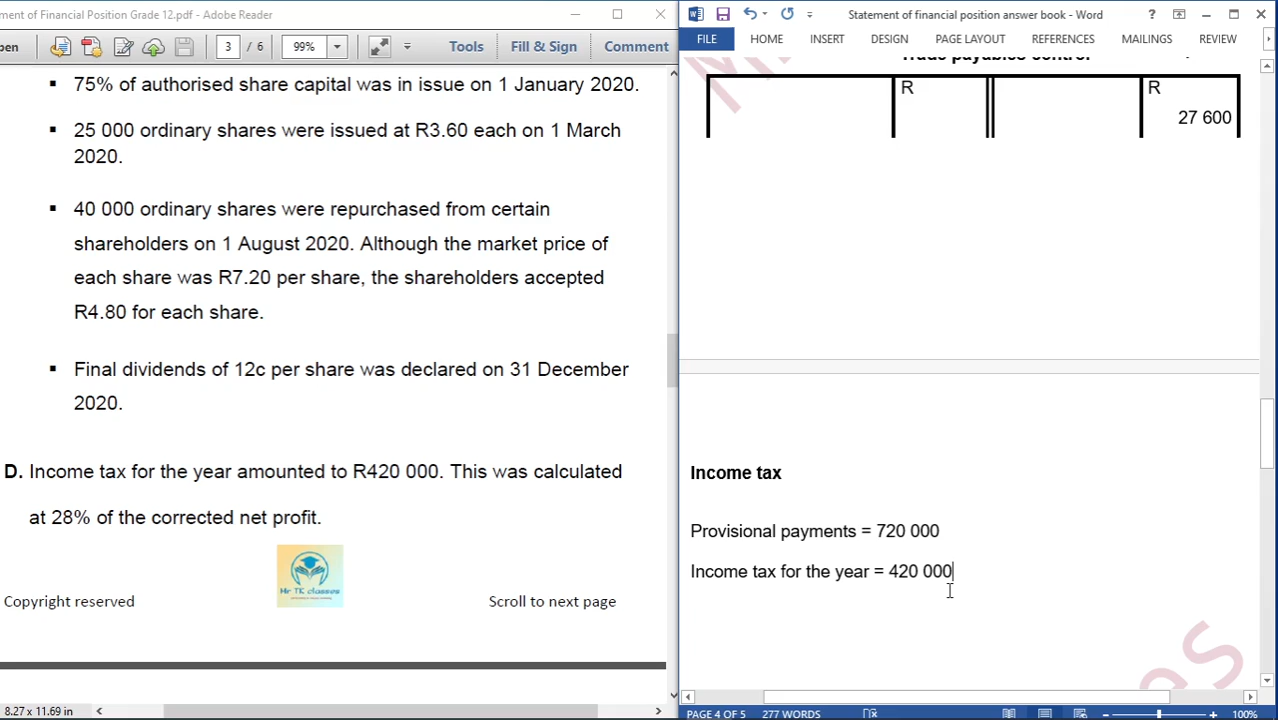 tement of Financial Position Grade 12.pdf - Adobe Reader
pen
3 / 6
99%
Tools
Fill & Sign
Comment
▪ 75% of authorised share capital was in issue on 1 January 2020.
▪ 25 000 ordinary shares were issued at R3.60 each on 1 March
2020.
▪ 40 000 ordinary shares were repurchased from certain
shareholders on 1 August 2020. Although the market price of
each share was R7.20 per share, the shareholders accepted
R4.80 for each share.
▪ Final dividends of 12c per share was declared on 31 December
2020.
D. Income tax for the year amounted to R420 000. This was calculated
at 28% of the corrected net profit.
Mr TK classes
Copyright reserved
Scroll to next page
8.27 x 11.69 in
Statement of financial position answer book - Word
FILE HOME INSERT DESIGN PAGE LAYOUT REFERENCES MAILINGS REVIEW
Trade payables control
R R
27 600
Income tax
Provisional payments = 720 000
Income tax for the year = 420 000
PAGE 4 OF 5 277 WORDS 100%